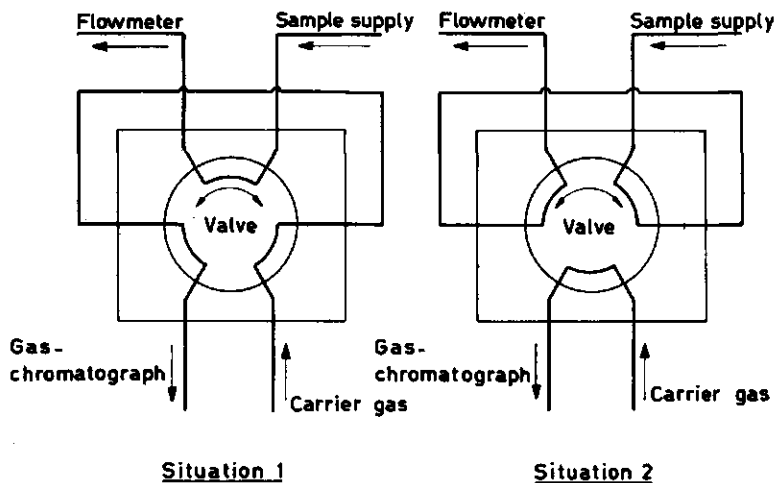 Flowmeter
Sample supply
Valve
Gas-
chromatograph
Carrier gas
Situation 1
Flowmeter
Sample supply
Valve
Gas-
chromatograph
Carrier gas
Situation 2